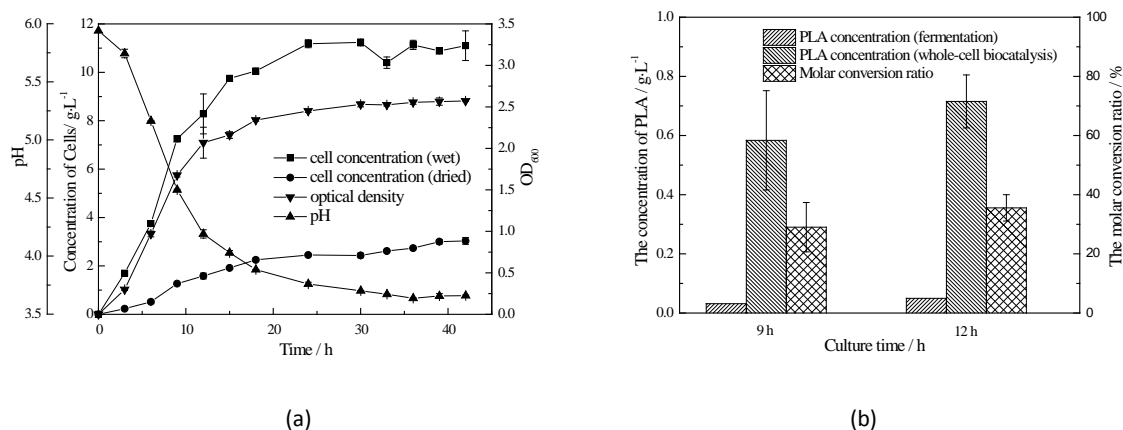 6.0
5.5
5.0
4.5
4.0
3.5
pH
12
10
8
6
4
2
0
Concentration of Cells/ g·L⁻¹
3.5
3.0
2.5
2.0
1.5
1.0
0.5
0.0
OD₆₀₀
cell concentration (wet)
cell concentration (dried)
optical density
pH
0 10 20 30 40
Time / h
(a)
1.0
0.8
0.6
0.4
0.2
0.0
The concentration of PLA / g·L⁻¹
PLA concentration (fermentation)
PLA concentration (whole-cell biocatalysis)
Molar conversion ratio
100
80
60
40
20
0
The molar conversion ratio / %
9 h 12 h
Culture time / h
(b)